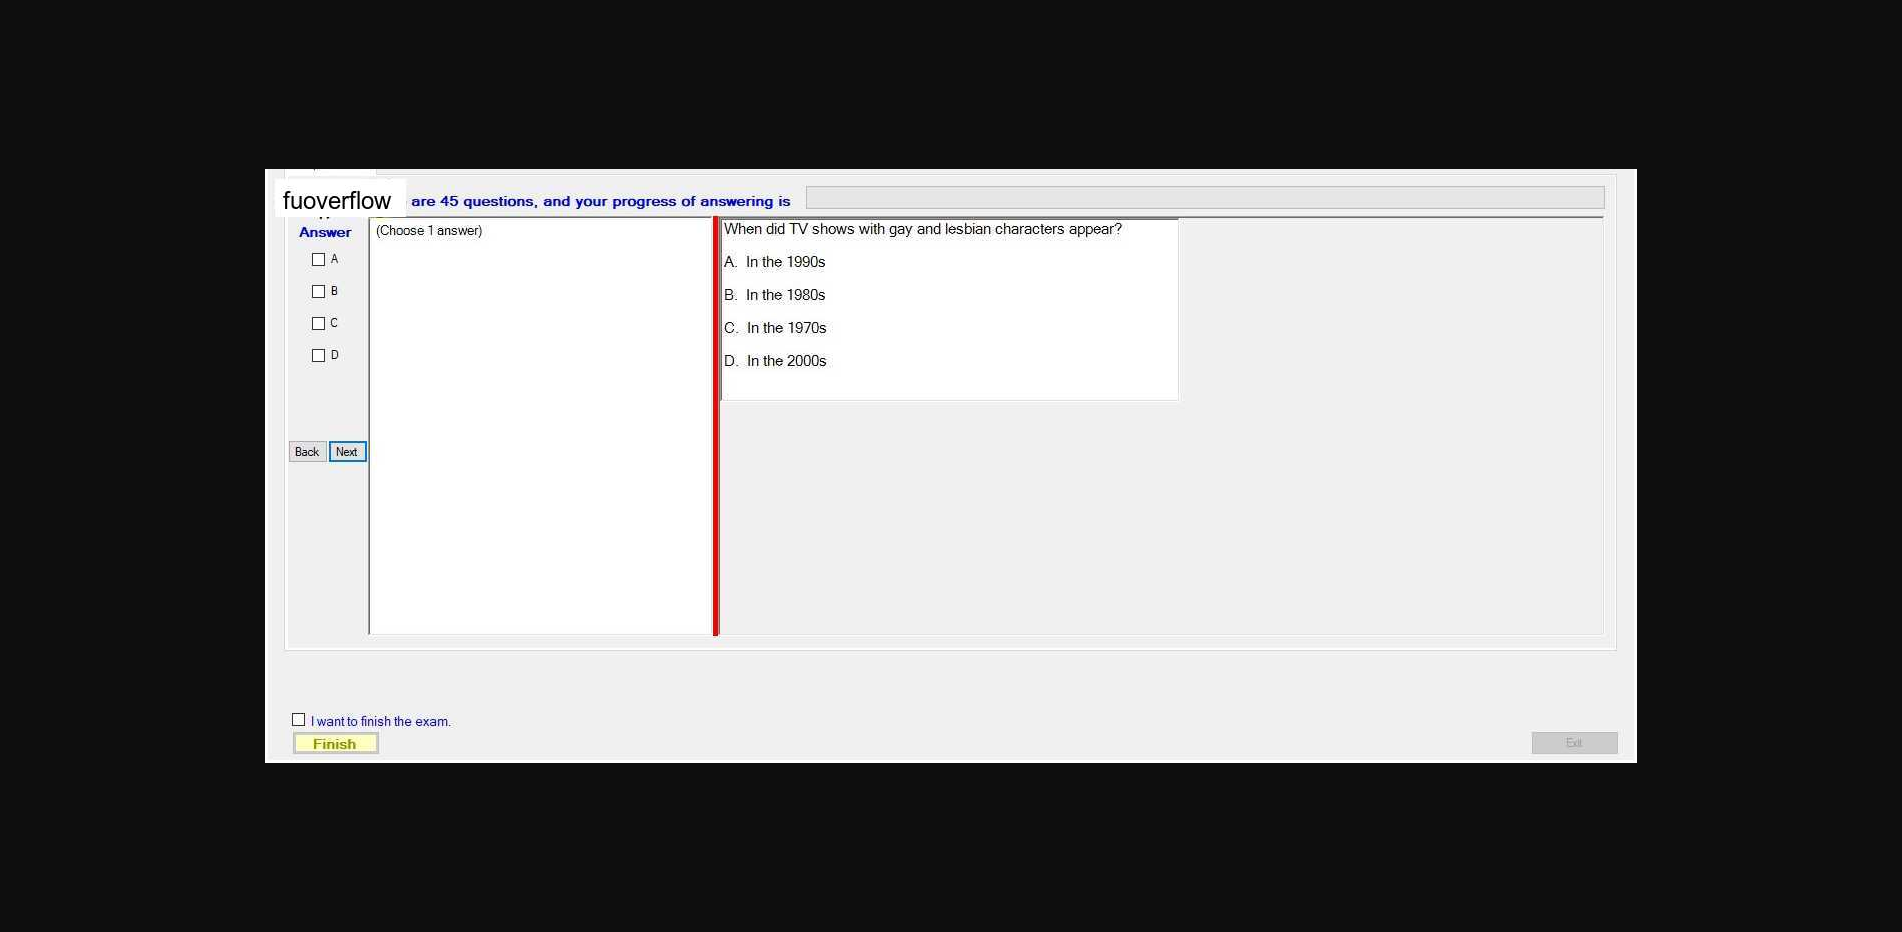 fuoverflow are 45 questions, and your progress of answering is
Answer
(Choose 1 answer)
A
B
C
D
Back Next
When did TV shows with gay and lesbian characters appear?
A. In the 1990s
B. In the 1980s
C. In the 1970s
D. In the 2000s
I want to finish the exam.
Finish
Exit